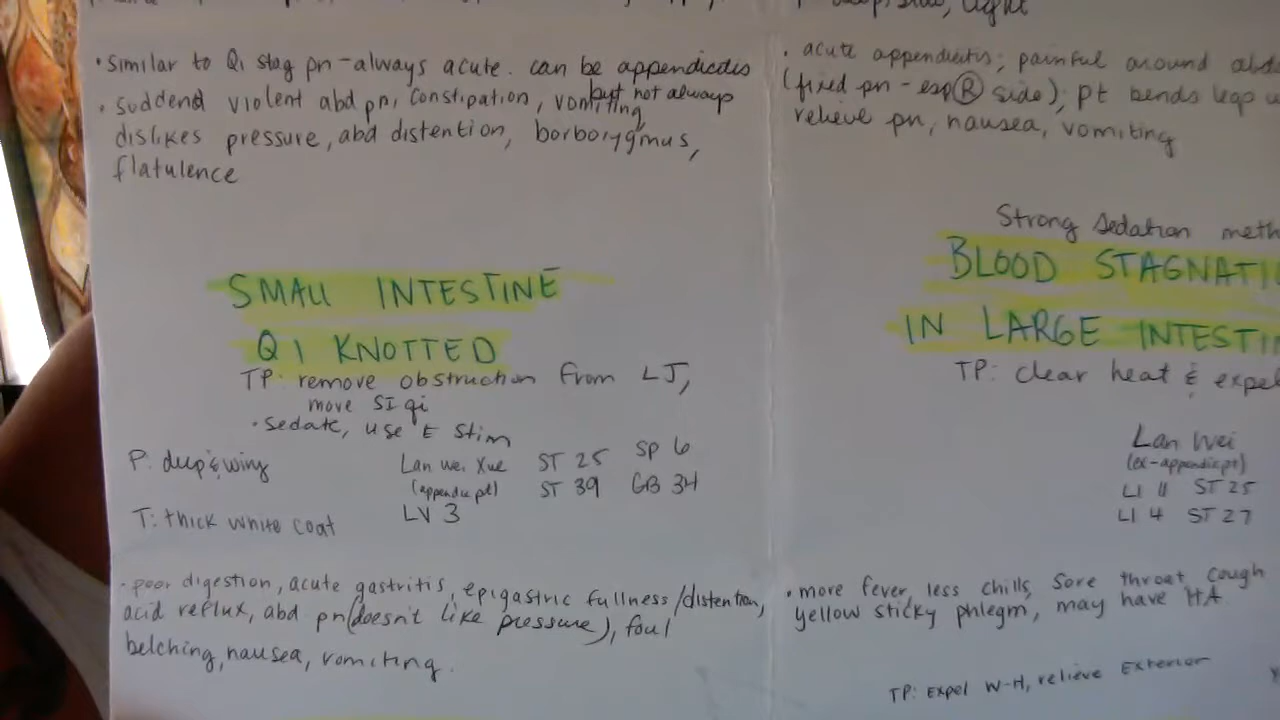 • Similar to Qi stag pn - always acute. can be appendicitis
but not always
• Sudden violent abd pn, constipation, vomiting,
dislikes pressure, abd distention, borborygmus,
flatulence
SMALL INTESTINE
QI KNOTTED
TP: remove obstruction from LJ,
move SI qi
• sedate, use E stim
P: deep & wiry
Lan Wei Xue ST 25 SP 6
(appendix pt) ST 39 GB 34
LV 3
T: thick white coat
• poor digestion, acute gastritis, epigastric fullness/distention,
acid reflux, abd pn (doesn't like pressure), foul
belching, nausea, vomiting.
light
• acute appendicitis; painful around abd
(fixed pn - esp R side); pt bends leg
relieve pn, nausea, vomiting
Strong sedation meth
BLOOD STAGNATI
IN LARGE INTESTIN
TP: clear heat & expel
Lan Wei
(ex-appendix pt)
LI 11 ST 25
LI 4 ST 27
• more fever, less chills, sore throat, cough
yellow sticky phlegm, may have HA
TP: Expel W-H, relieve Exterior